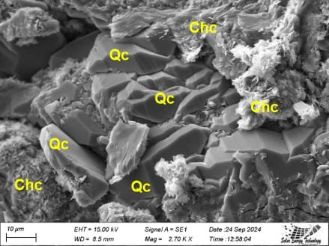 Chc
Qc
Qc
Chc
Qc
Chc
Qc
10 µm
EHT = 15.00 kV
Signal A = SE1
Date :24 Sep 2024
WD = 8.5 mm
Mag = 2.70 K X
Time :12:58:04